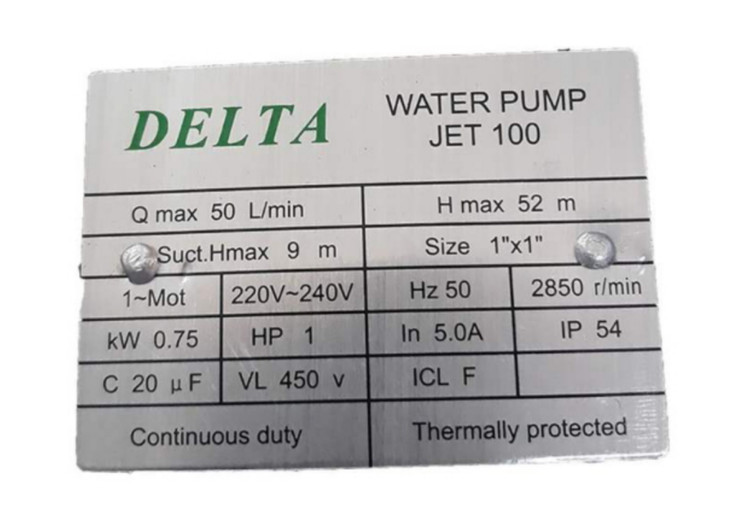 DELTA
WATER PUMP
JET 100
Q max 50 L/min
H max 52 m
Suct.Hmax 9 m
Size 1"x1"
1~Mot
220V~240V
Hz 50
2850 r/min
kW 0.75
HP 1
In 5.0A
IP 54
C 20 μF
VL 450 v
ICL F
Continuous duty
Thermally protected